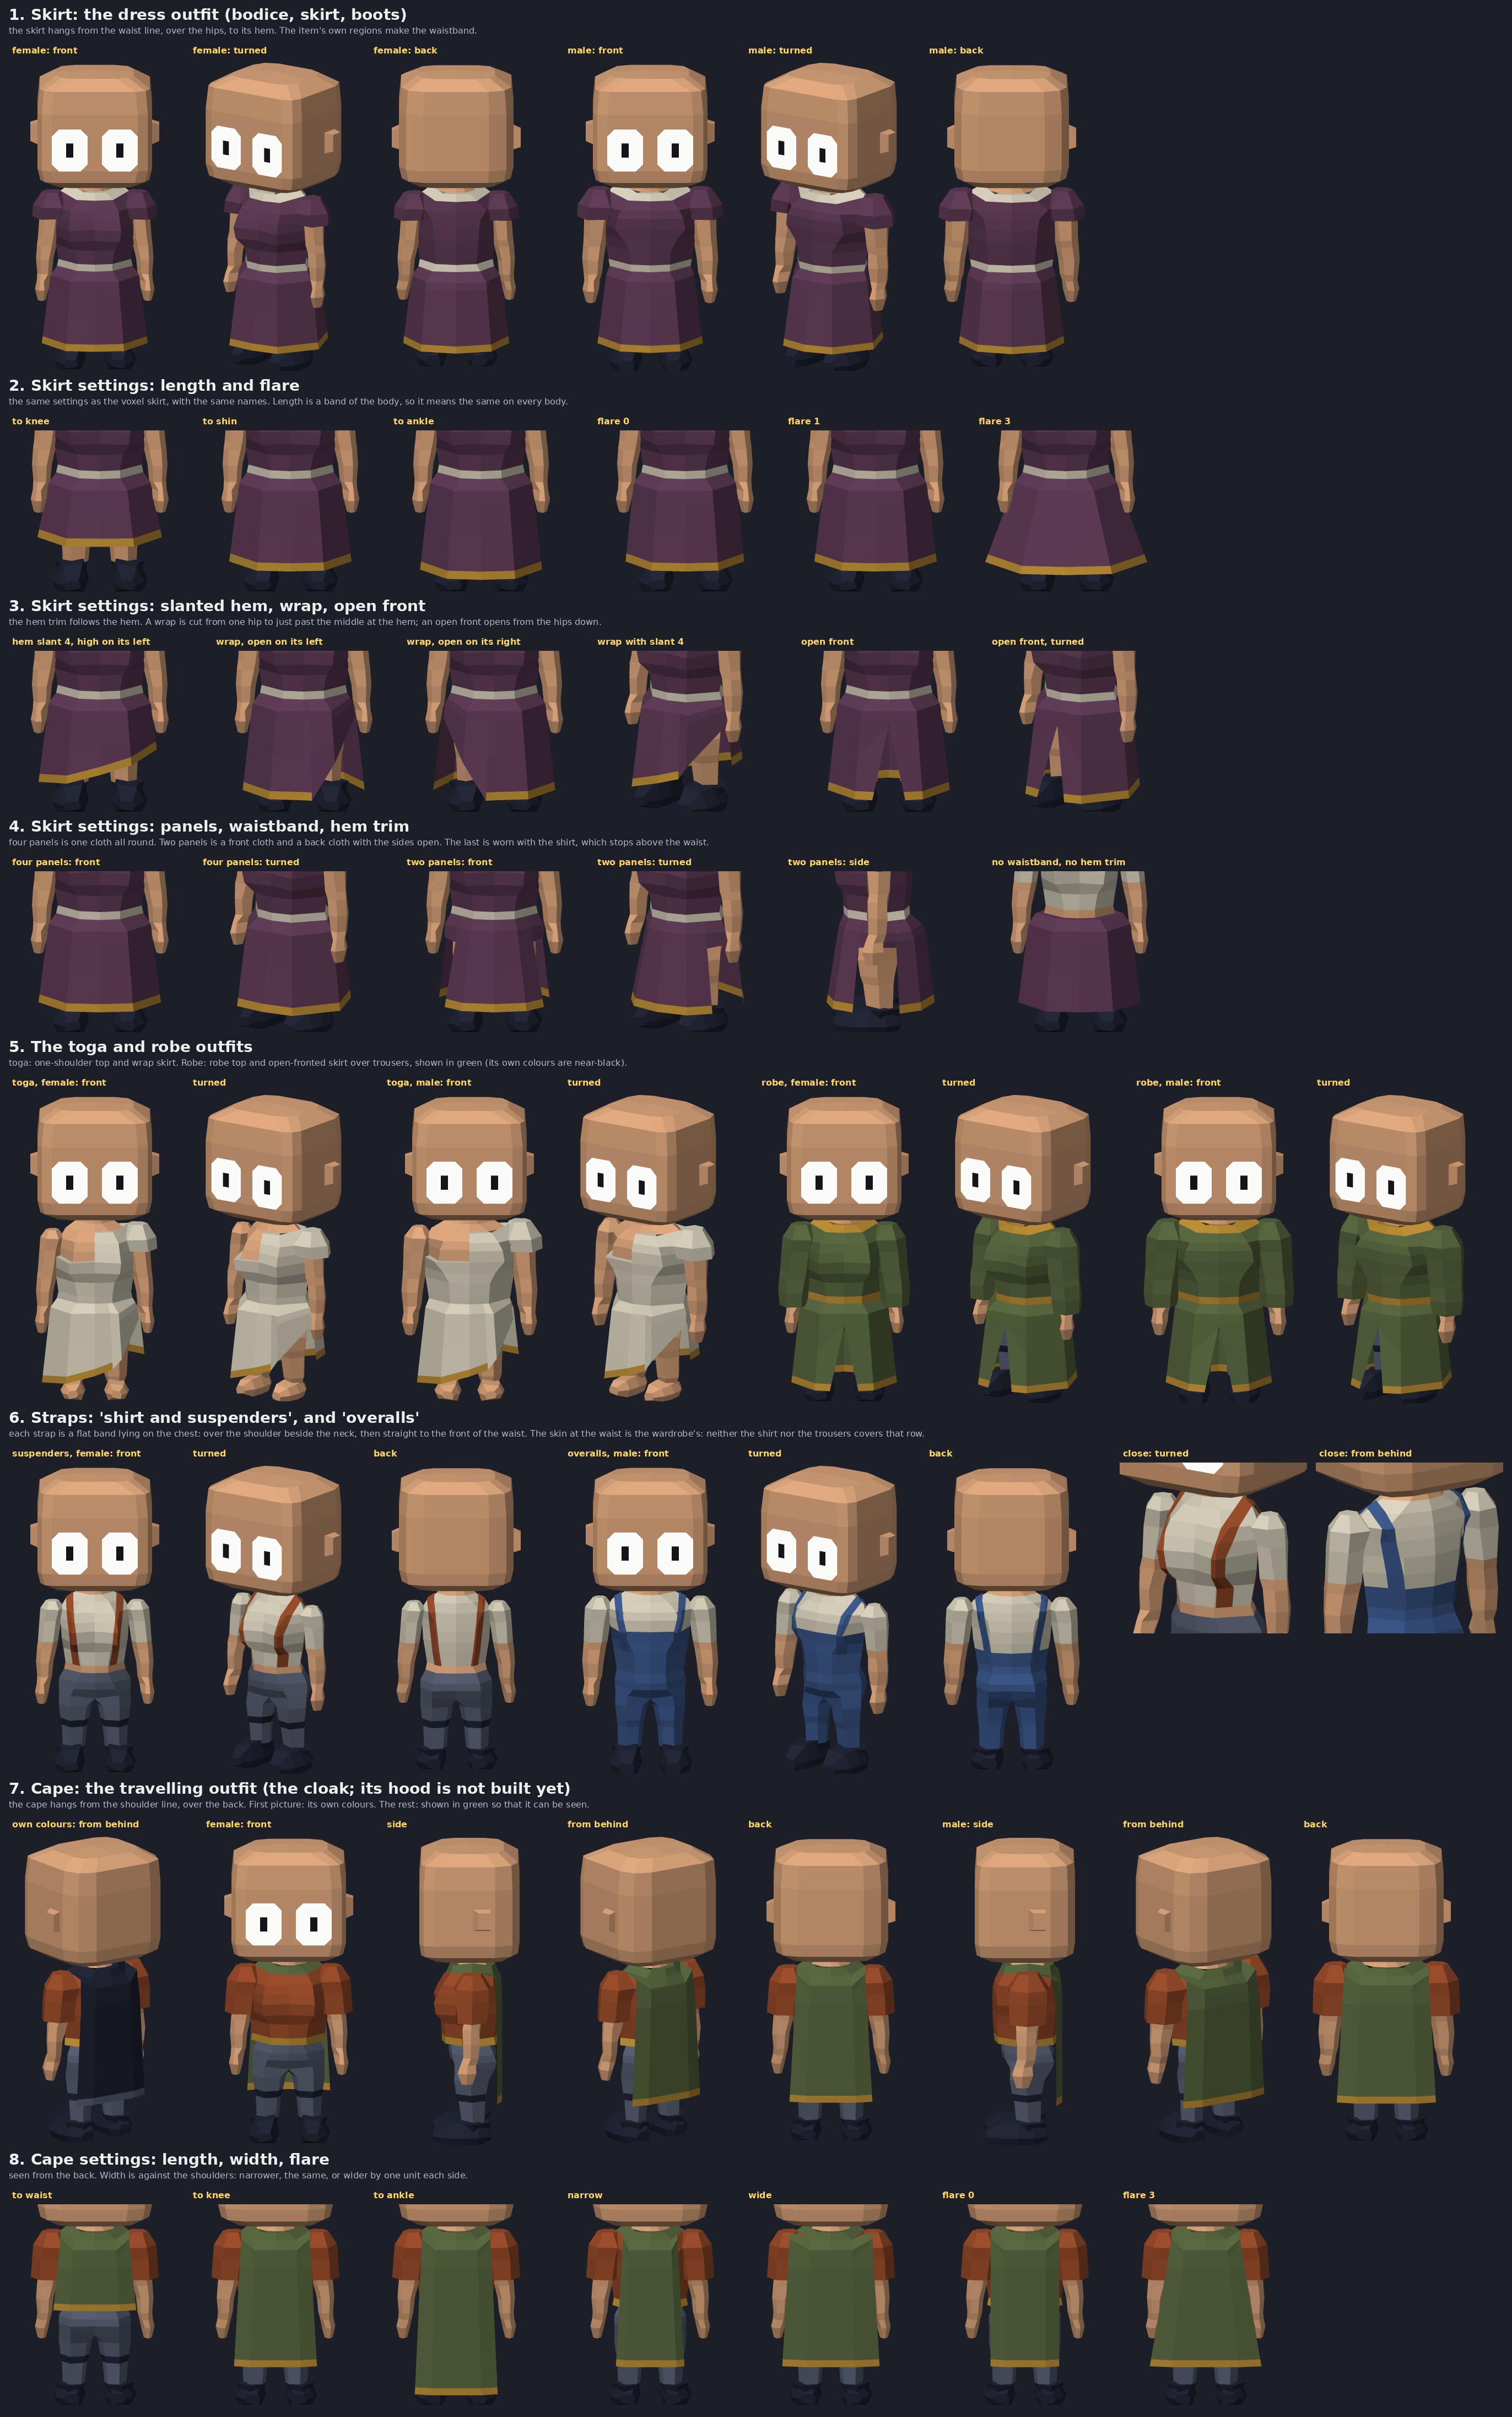 1. Skirt: the dress outfit (bodice, skirt, boots)
the skirt hangs from the waist line, over the hips, to its hem. The item's own regions make the waistband.
female: front female: turned female: back male: front male: turned male: back
2. Skirt settings: length and flare
the same settings as the voxel skirt, with the same names. Length is a band of the body, so it means the same on every body.
to knee to shin to ankle flare 0 flare 1 flare 3
3. Skirt settings: slanted hem, wrap, open front
the hem trim follows the hem. A wrap is cut from one hip to just past the middle at the hem; an open front opens from the hips down.
hem slant 4, high on its left wrap, open on its left wrap, open on its right wrap with slant 4 open front open front, turned
4. Skirt settings: panels, waistband, hem trim
four panels is one cloth all round. Two panels is a front cloth and a back cloth with the sides open. The last is worn with the shirt, which stops above the waist.
four panels: front four panels: turned two panels: front two panels: turned two panels: side no waistband, no hem trim
5. The toga and robe outfits
toga: one-shoulder top and wrap skirt. Robe: robe top and open-fronted skirt over trousers, shown in green (its own colours are near-black).
toga, female: front turned toga, male: front turned robe, female: front turned robe, male: front turned
6. Straps: 'shirt and suspenders', and 'overalls'
each strap is a flat band lying on the chest: over the shoulder beside the neck, then straight to the front of the waist. The skin at the waist is the wardrobe's: neither the shirt nor the trousers covers that row.
suspenders, female: front turned back overalls, male: front turned back close: turned close: from behind
7. Cape: the travelling outfit (the cloak; its hood is not built yet)
the cape hangs from the shoulder line, over the back. First picture: its own colours. The rest: shown in green so that it can be seen.
own colours: from behind female: front side from behind back male: side from behind back
8. Cape settings: length, width, flare
seen from the back. Width is against the shoulders: narrower, the same, or wider by one unit each side.
to waist to knee to ankle narrow wide flare 0 flare 3